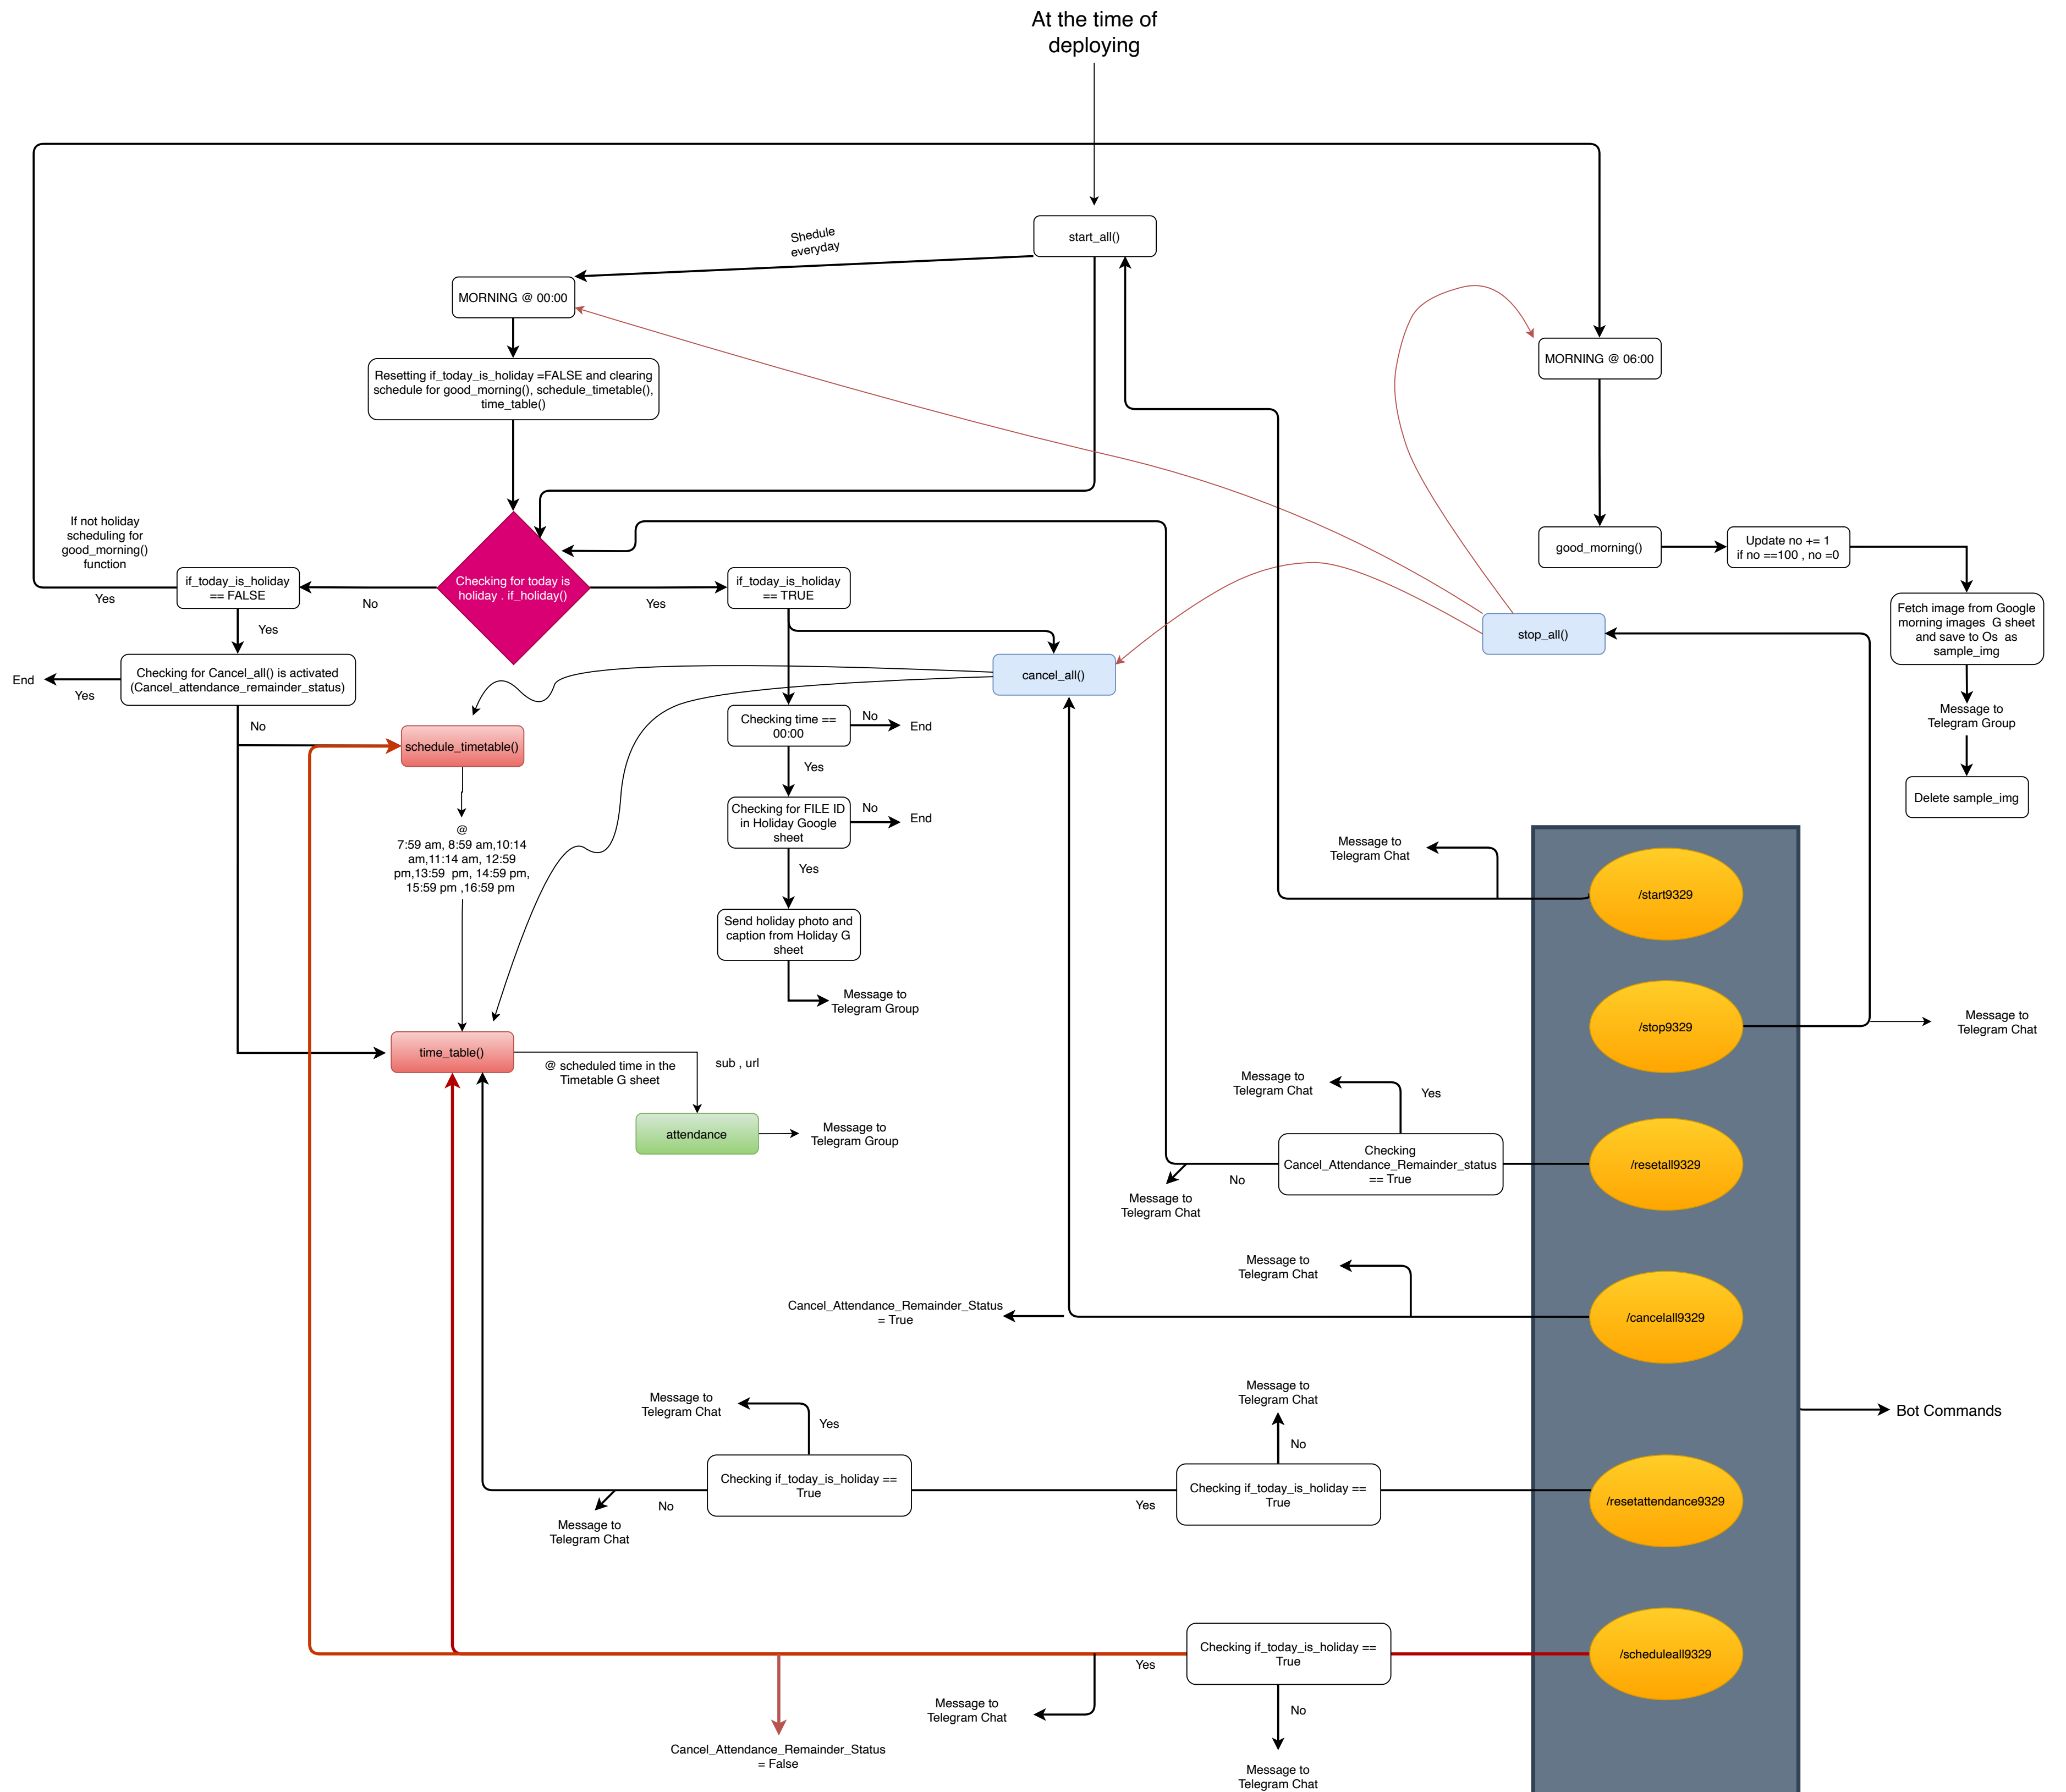 At the time of
deploying
start_all()
Shedule
everyday
MORNING @ 00:00
Resetting if_today_is_holiday =FALSE and clearing
schedule for good_morning(), schedule_timetable(),
time_table()
MORNING @ 06:00
If not holiday
scheduling for
good_morning()
function
good_morning()
Update no += 1
if no ==100 , no =0
Yes
if_today_is_holiday
== FALSE
No
Checking for today is
holiday . if_holiday()
Yes
if_today_is_holiday
== TRUE
Fetch image from Google
morning images  G sheet
and save to Os  as
sample_img
stop_all()
Yes
End
Yes
Checking for Cancel_all() is activated
(Cancel_attendance_remainder_status)
cancel_all()
No
schedule_timetable()
Checking time ==
00:00
No
End
Message to
Telegram Group
Yes
Delete sample_img
Checking for FILE ID
in Holiday Google
sheet
No
End
@
7:59 am, 8:59 am,10:14
am,11:14 am, 12:59
pm,13:59  pm, 14:59 pm,
15:59 pm ,16:59 pm
Yes
Message to
Telegram Chat
/start9329
Send holiday photo and
caption from Holiday G
sheet
Message to
Telegram Group
/stop9329
Message to
Telegram Chat
time_table()
@ scheduled time in the
Timetable G sheet
sub , url
attendance
Message to
Telegram Group
Message to
Telegram Chat
Yes
Checking
Cancel_Attendance_Remainder_status
== True
/resetall9329
No
Message to
Telegram Chat
Message to
Telegram Chat
Cancel_Attendance_Remainder_Status
= True
/cancelall9329
Message to
Telegram Chat
Yes
Message to
Telegram Chat
No
Bot Commands
Checking if_today_is_holiday ==
True
No
Message to
Telegram Chat
Yes
Checking if_today_is_holiday ==
True
/resetattendance9329
Checking if_today_is_holiday ==
True
/scheduleall9329
Yes
Message to
Telegram Chat
No
Cancel_Attendance_Remainder_Status
= False
Message to
Telegram Chat